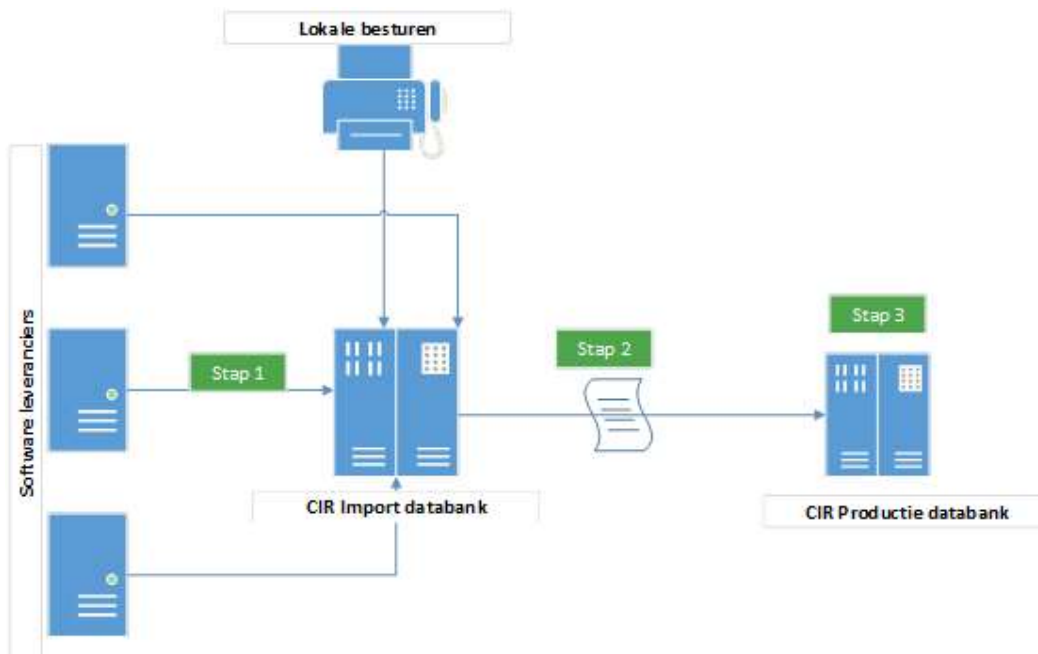 Lokale besturen
Software leveranciers
Stap 1
Stap 2
Stap 3
CIR Import databank
CIR Productie databank